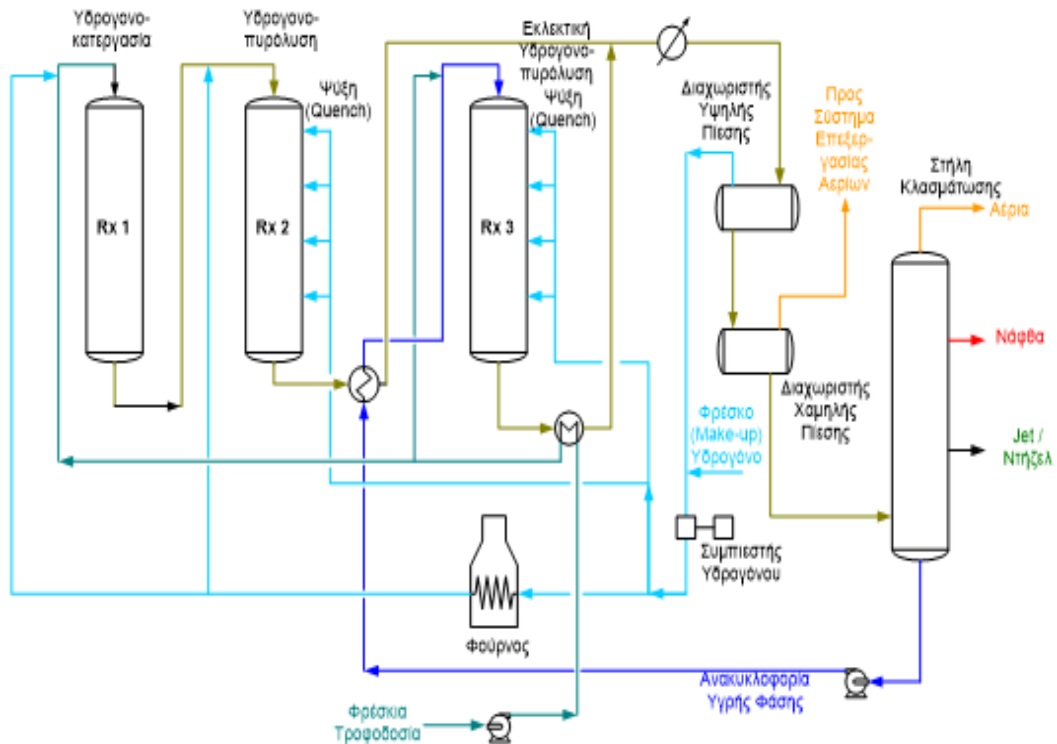 Υδρογονο-
κατεργασία
Υδρογονο-
πυρόλυση
Ψύξη
(Quench)
Εκλεκτική
Υδρογονο-
πυρόλυση
Ψύξη
(Quench)
Διαχωριστής
Υψηλής
Πίεσης
Προς
Σύστημα
Επεξερ-
γασίας
Αερίων
Στήλη
Κλασμάτωσης
Αέρια
Rx 1
Rx 2
Rx 3
Νάφθα
Διαχωριστής
Χαμηλής
Πίεσης
Φρέσκο
(Make-up)
Υδρογόνο
Jet /
Ντήζελ
Συμπιεστής
Υδρογόνου
Φούρνος
Ανακυκλοφορία
Υγρής Φάσης
Φρέσκια
Τροφοδοσία